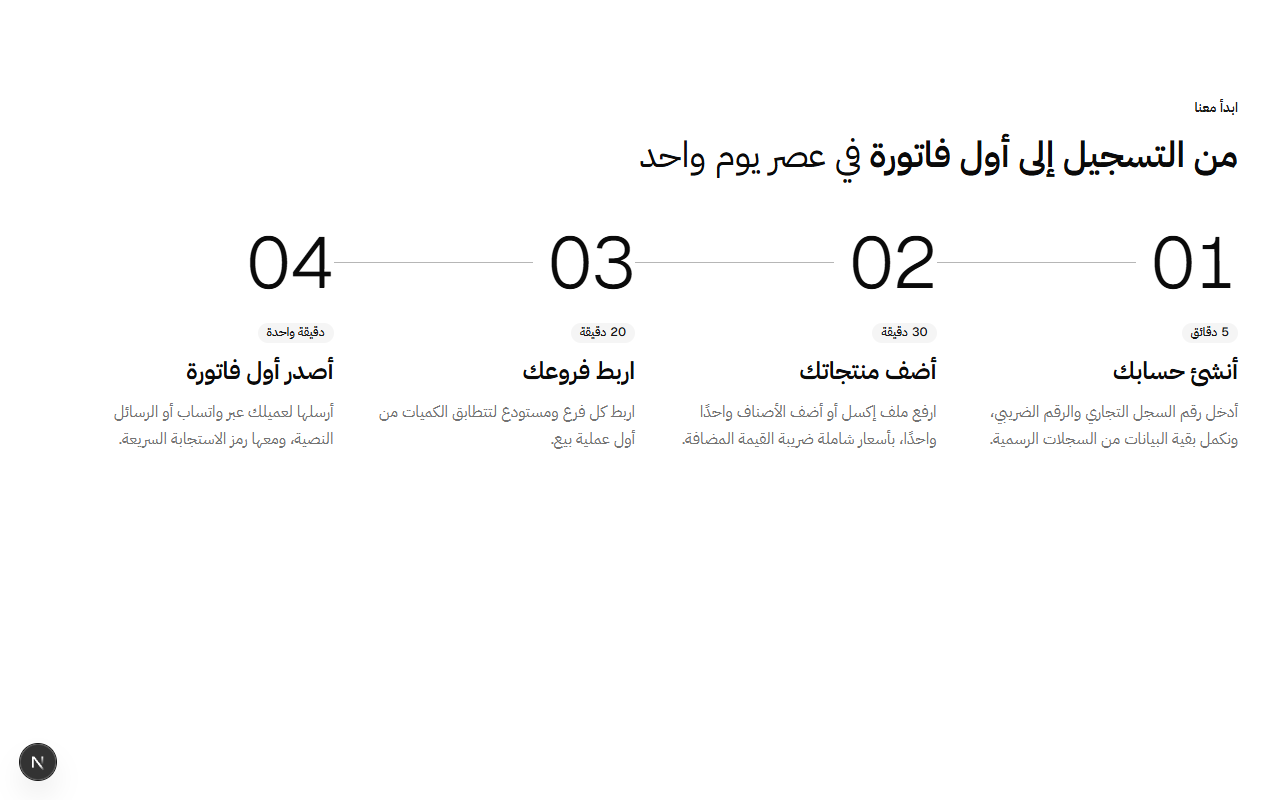 ابدأ معنا
من التسجيل إلى أول فاتورة في عصر يوم واحد
01
5 دقائق
أنشئ حسابك
أدخل رقم السجل التجاري والرقم الضريبي،
ونكمل بقية البيانات من السجلات الرسمية.
02
30 دقيقة
أضف منتجاتك
ارفع ملف إكسل أو أضف الأصناف واحدًا
واحدًا، بأسعار شاملة ضريبة القيمة المضافة.
03
20 دقيقة
اربط فروعك
اربط كل فرع ومستودع لتتطابق الكميات من
أول عملية بيع.
04
دقيقة واحدة
أصدر أول فاتورة
أرسلها لعميلك عبر واتساب أو الرسائل
النصية، ومعها رمز الاستجابة السريعة.
N